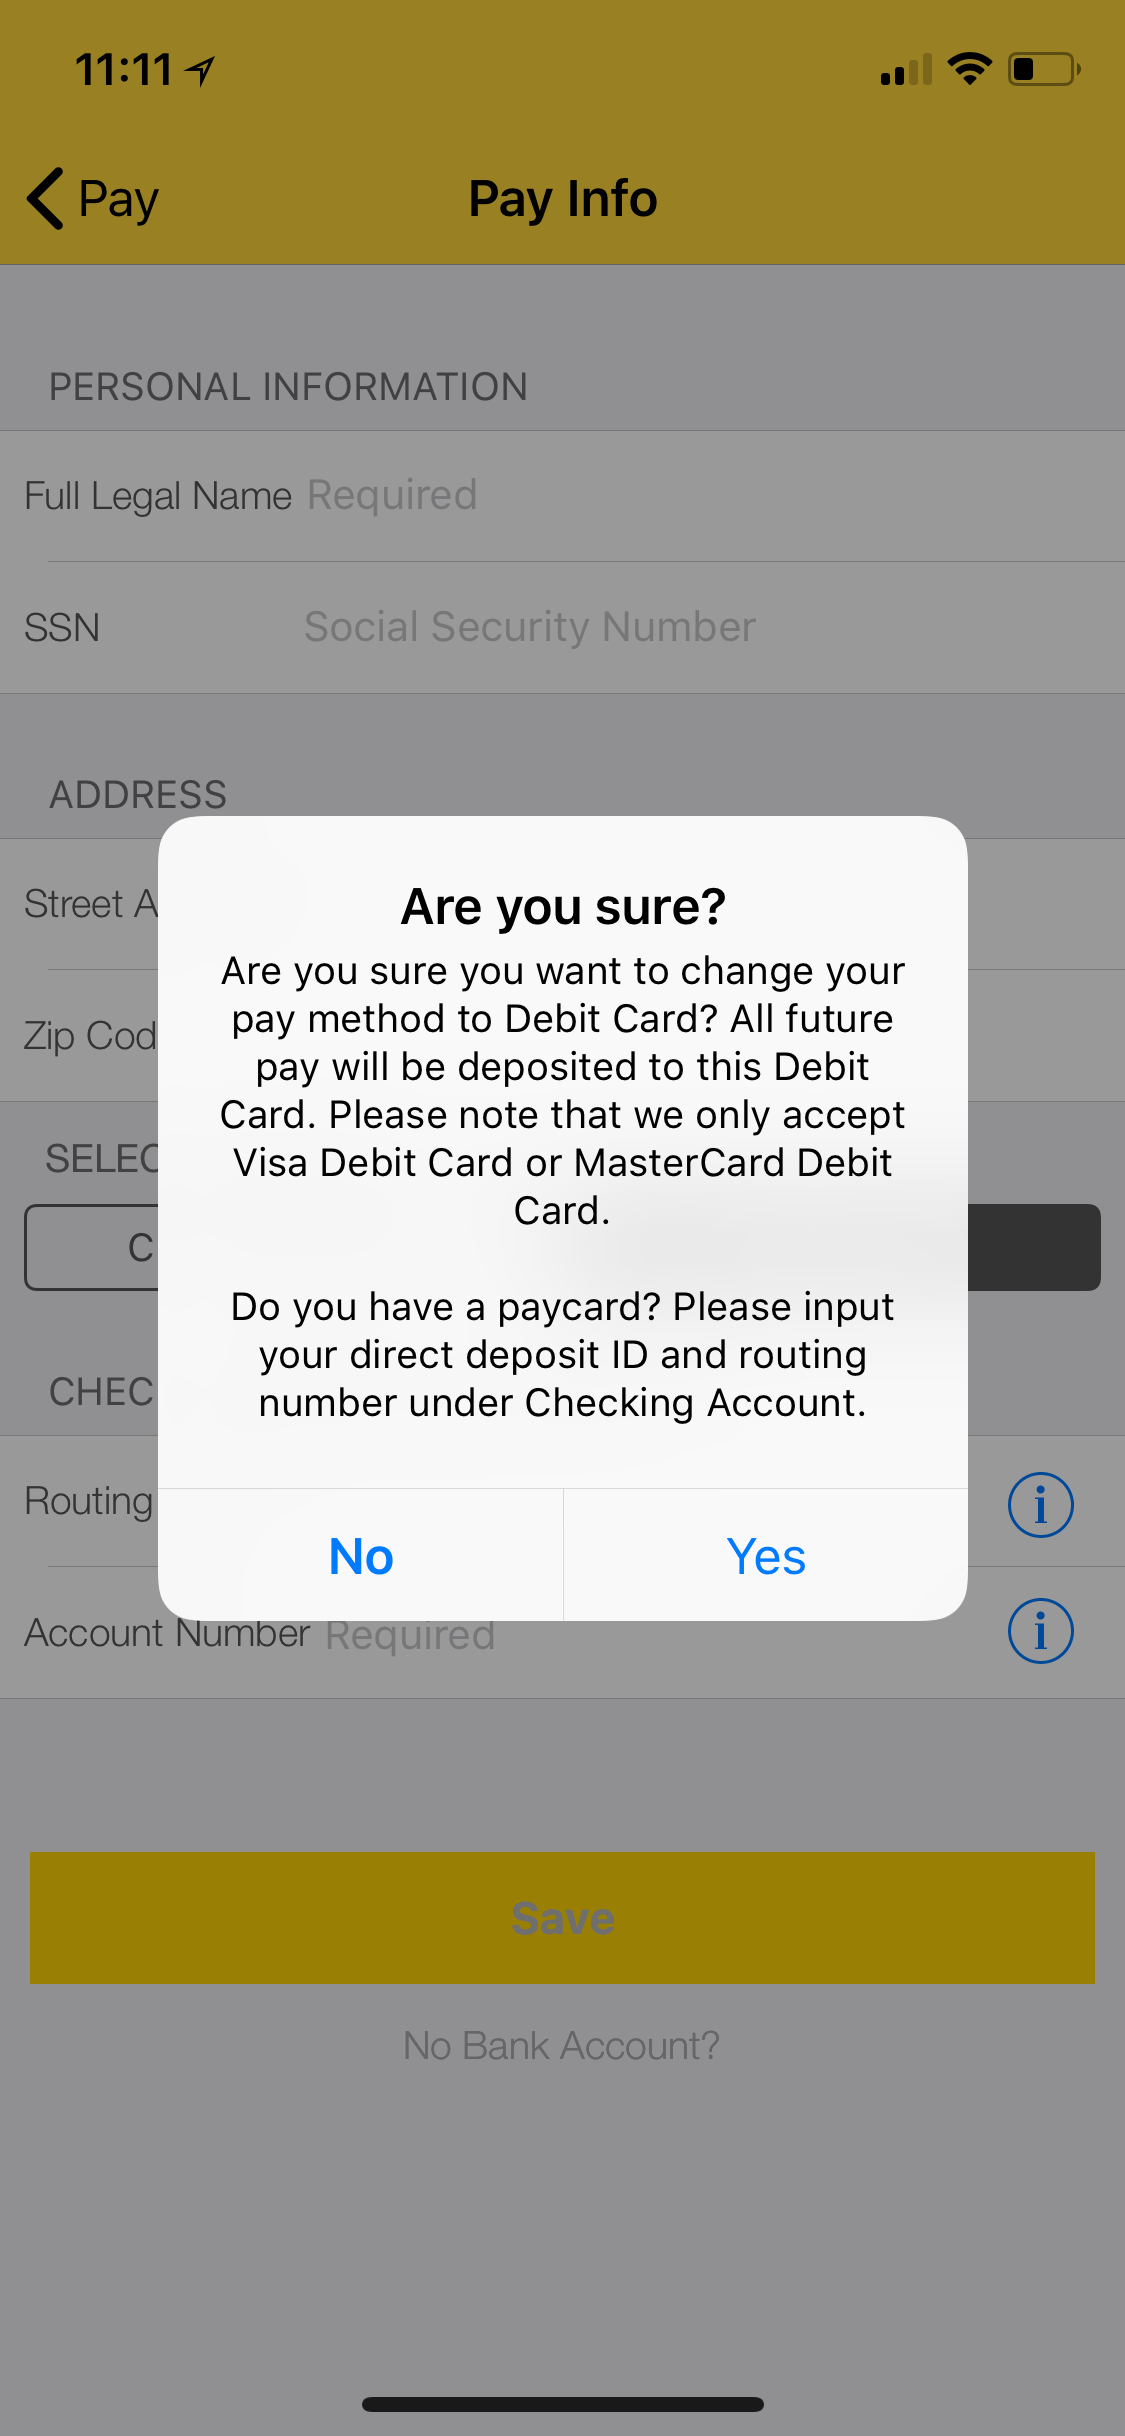 11:11
Pay
Pay Info
PERSONAL INFORMATION
Full Legal Name Required
SSN Social Security Number
ADDRESS
Street A
Zip Cod
SELEC
C
CHEC
Routing
Account Number Required
Are you sure?
Are you sure you want to change your
pay method to Debit Card? All future
pay will be deposited to this Debit
Card. Please note that we only accept
Visa Debit Card or MasterCard Debit
Card.
Do you have a paycard? Please input
your direct deposit ID and routing
number under Checking Account.
No
Yes
Save
No Bank Account?